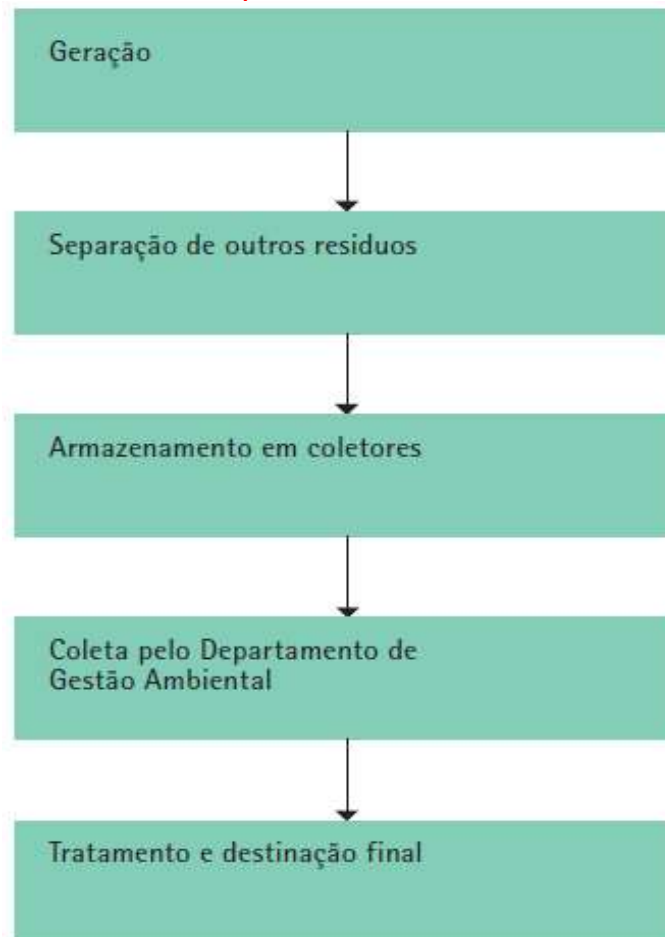 Geração
Separação de outros residuos
Armazenamento em coletores
Coleta pelo Departamento de
Gestão Ambiental
Tratamento e destinação final